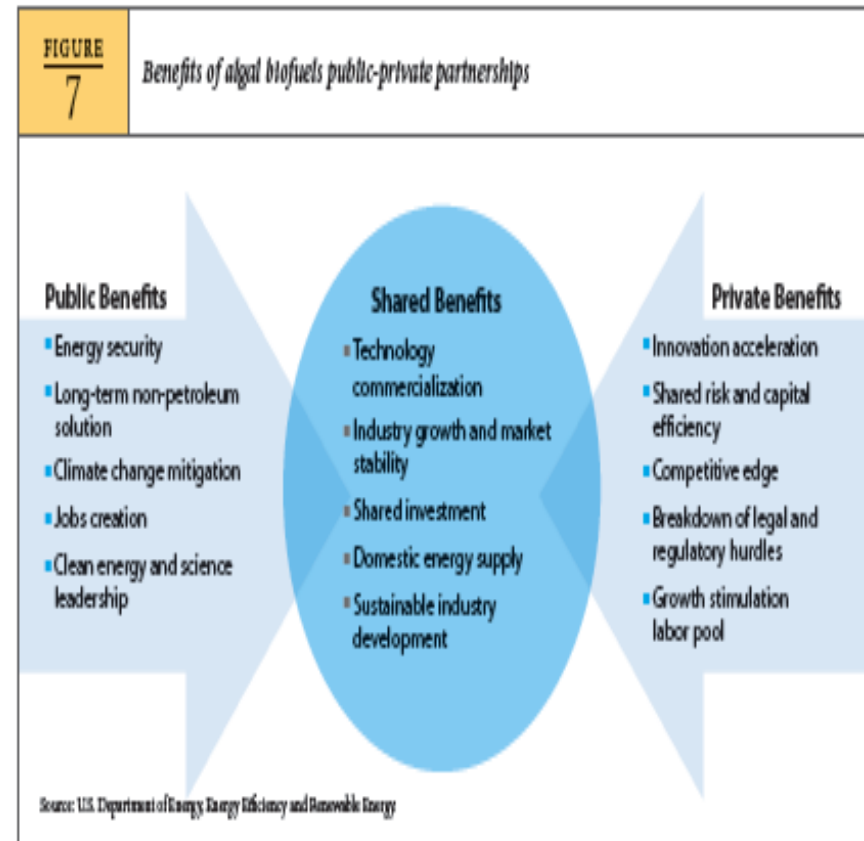 FIGURE
7
Benefits of algal biofuels public-private partnerships
Public Benefits
Energy security
Long-term non-petroleum
solution
Climate change mitigation
Jobs creation
Clean energy and science
leadership
Shared Benefits
Technology
commercialization
Industry growth and market
stability
Shared investment
Domestic energy supply
Sustainable industry
development
Private Benefits
Innovation acceleration
Shared risk and capital
efficiency
Competitive edge
Breakdown of legal and
regulatory hurdles
Growth stimulation
labor pool
Source: U.S. Department of Energy, Energy Efficiency and Renewable Energy